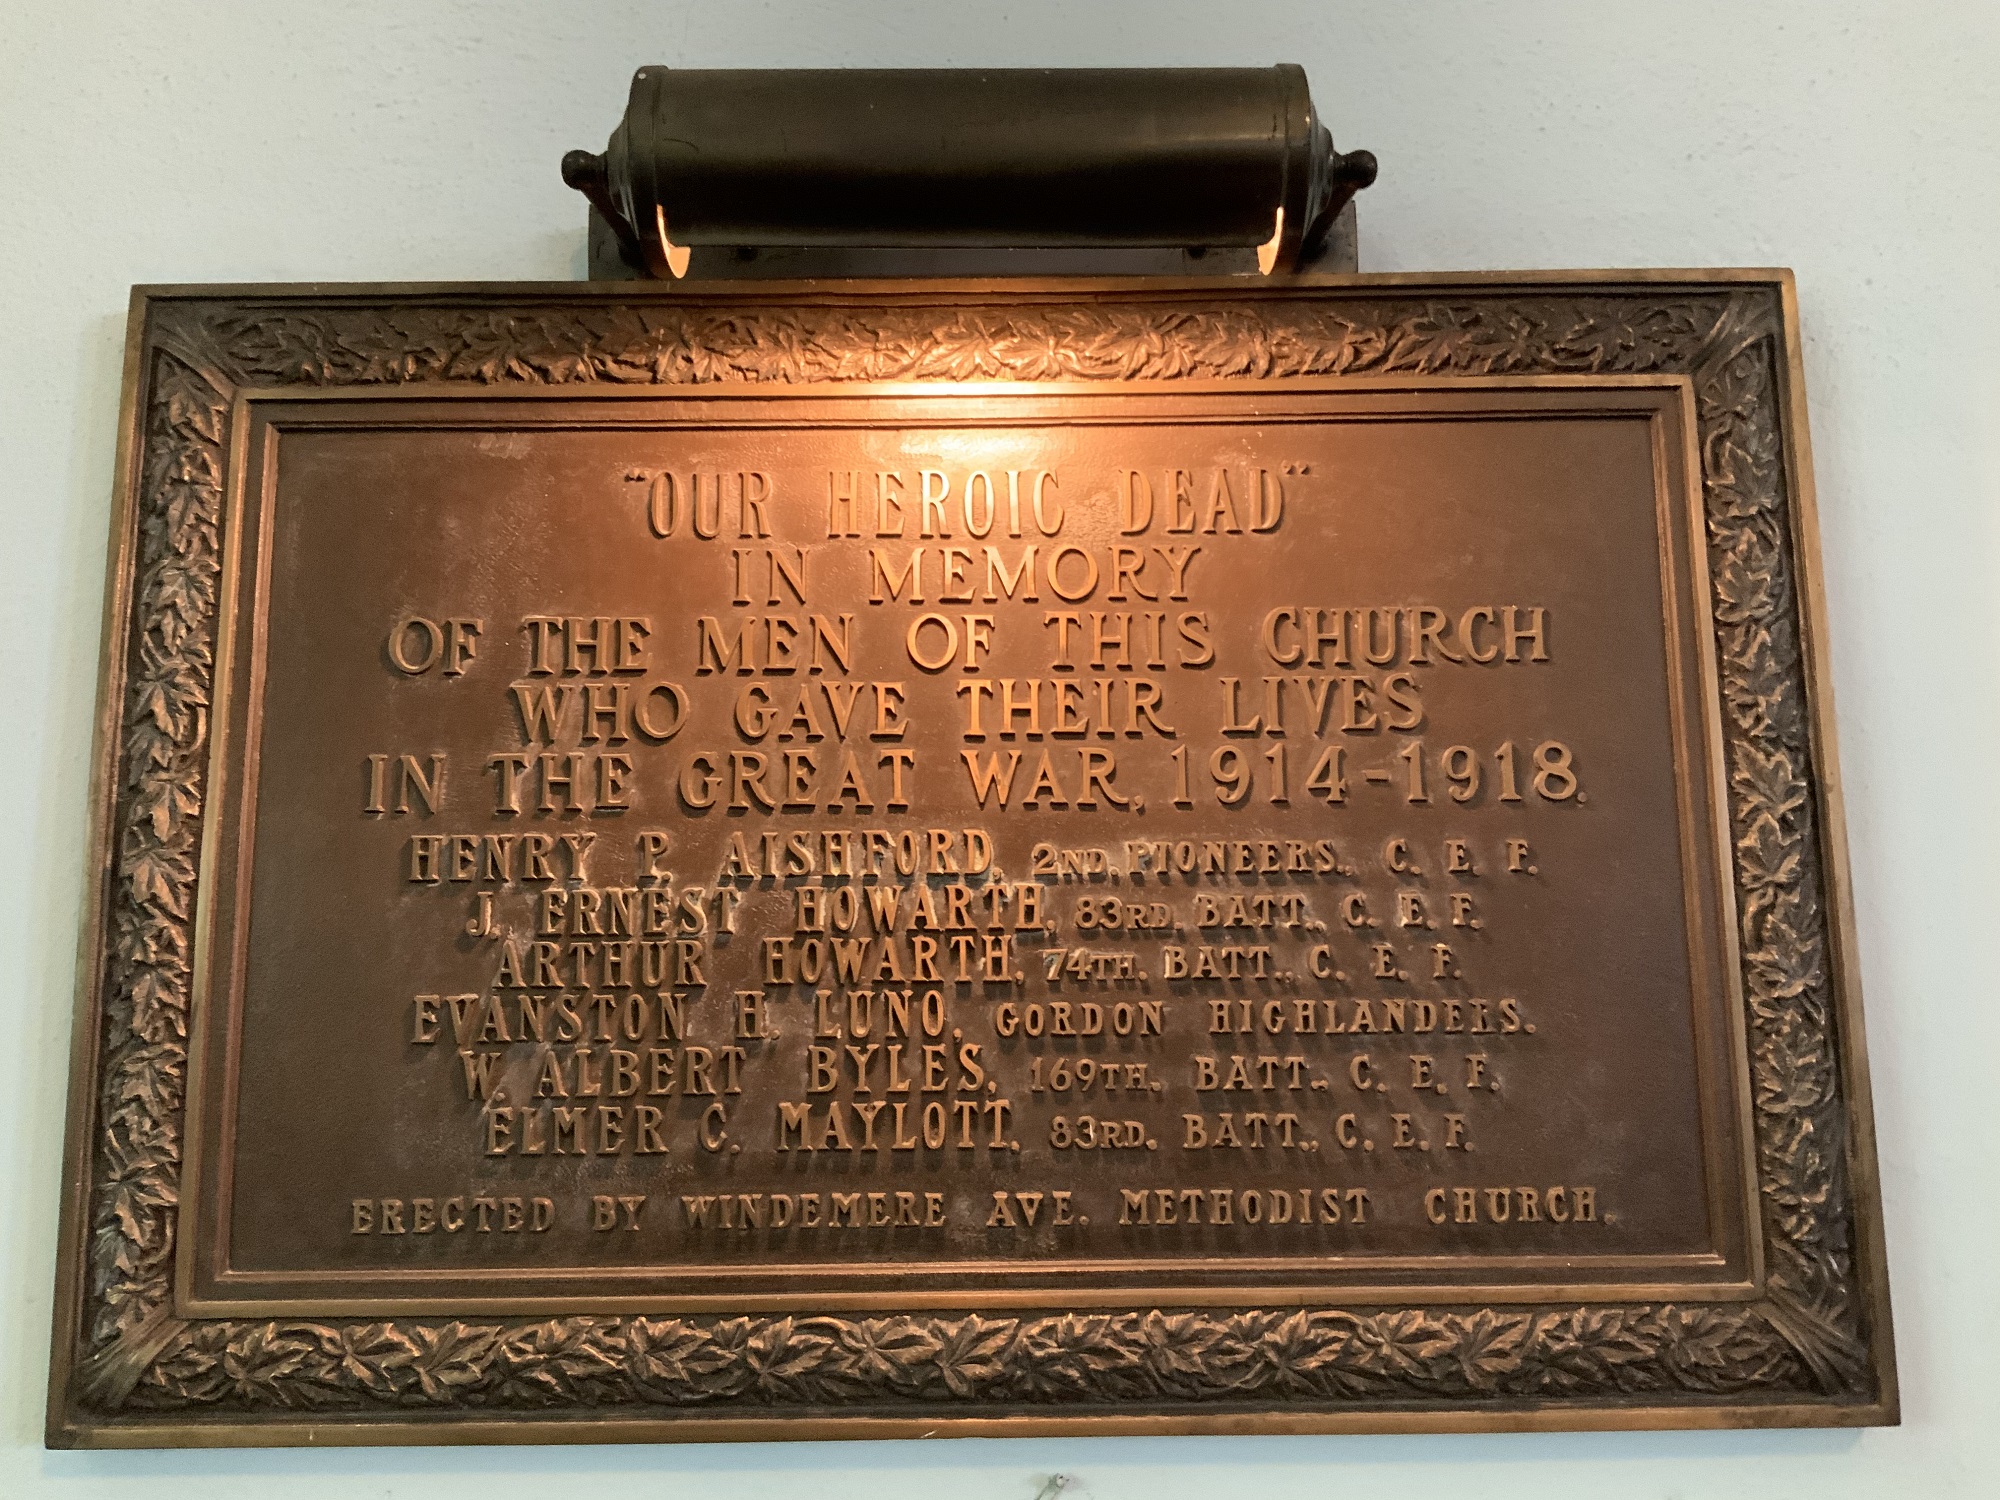 “OUR HEROIC DEAD”
IN MEMORY
OF THE MEN OF THIS CHURCH
WHO GAVE THEIR LIVES
IN THE GREAT WAR, 1914-1918.
HENRY P. AISHFORD, 2ND. PIONEERS., C. E. F.
J. ERNEST HOWARTH, 83RD. BATT., C. E. F.
ARTHUR HOWARTH, 74TH. BATT., C. E. F.
EVANSTON H. LUNO, GORDON HIGHLANDERS.
W. ALBERT BYLES, 169TH. BATT., C. E. F.
ELMER C. MAYLOTT, 83RD. BATT., C. E. F.
ERECTED BY WINDEMERE AVE. METHODIST CHURCH.